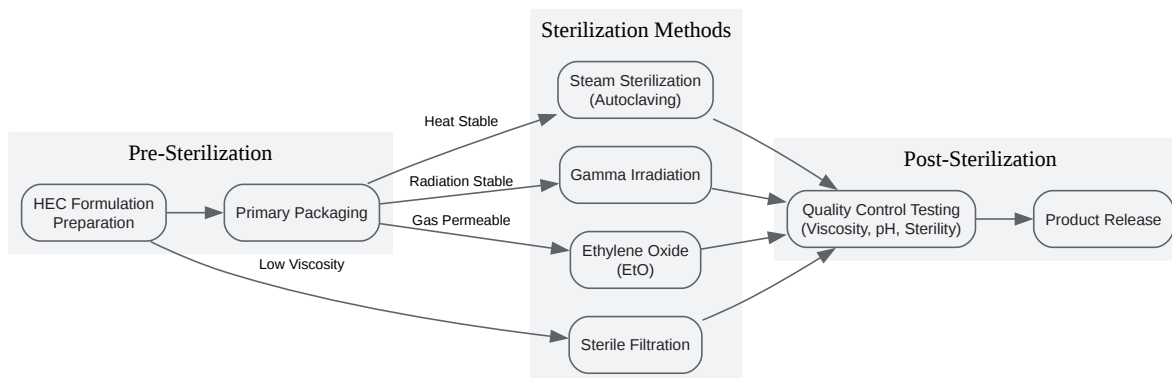 Sterilization Methods
Steam Sterilization
(Autoclaving)
Heat Stable
Pre-Sterilization
Post-Sterilization
Radiation Stable
Gamma Irradiation
HEC Formulation
Preparation
Primary Packaging
Quality Control Testing
(Viscosity, pH, Sterility)
Product Release
Gas Permeable
Ethylene Oxide
(EtO)
Low Viscosity
Sterile Filtration